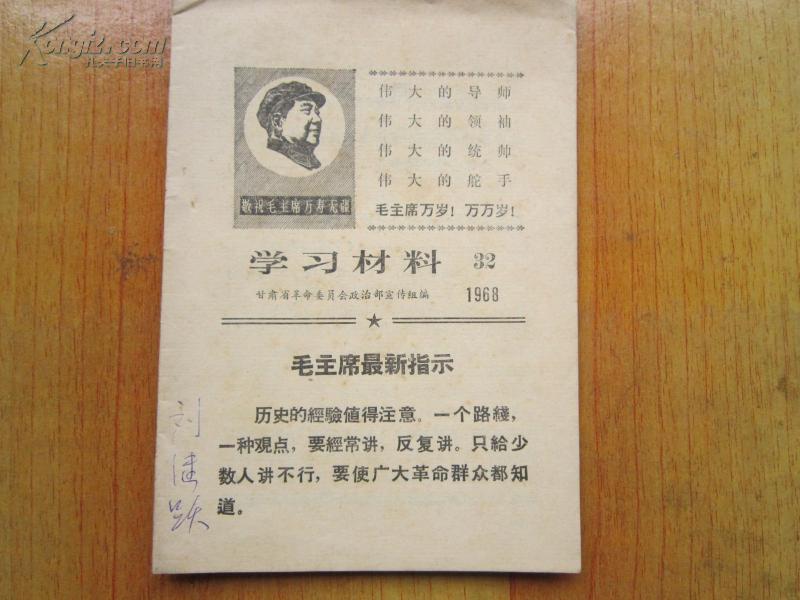 Kongfz.com
孔夫子旧书网
敬祝毛主席万寿无疆
伟大的导师
伟大的领袖
伟大的统帅
伟大的舵手
毛主席万岁！万万岁！
学习材料 32
甘肃省革命委员会政治部宣传组编 1968
毛主席最新指示
历史的經驗値得注意。一个路綫，
一种观点，要經常讲，反复讲。只給少
数人讲不行，要使广大革命群众都知
道。